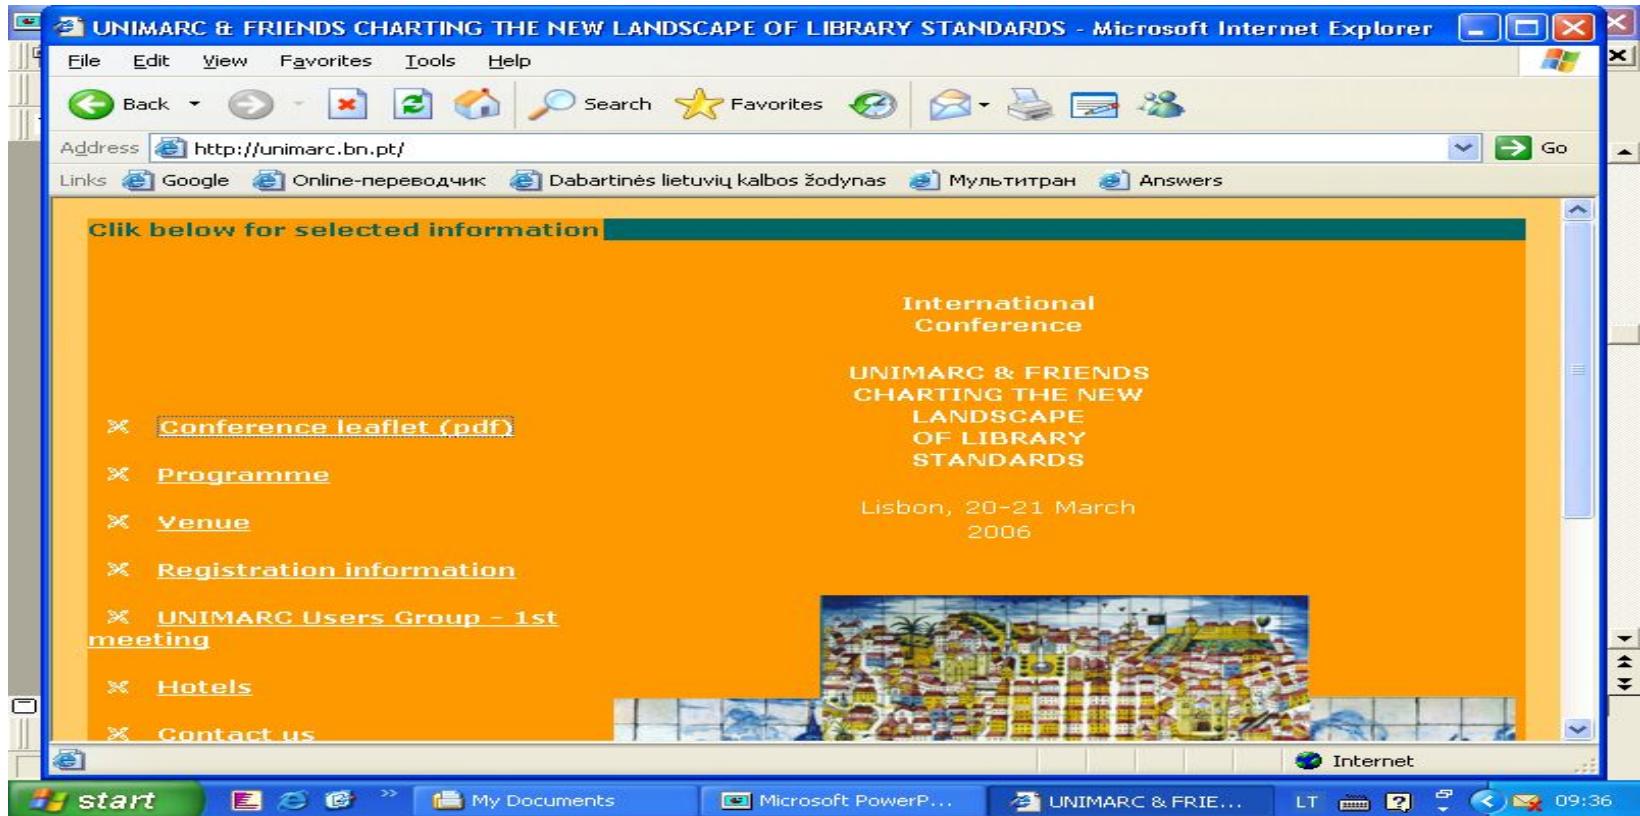 UNIMARC & FRIENDS CHARTING THE NEW LANDSCAPE OF LIBRARY STANDARDS - Microsoft Internet Explorer
File Edit View Favorites Tools Help
Back Search Favorites
Address http://unimarc.bn.pt/ Go
Links Google Online-переводчик Dabartinės lietuvių kalbos žodynas Мультитран Answers
Clik below for selected information
International
Conference
UNIMARC & FRIENDS
CHARTING THE NEW
LANDSCAPE
OF LIBRARY
STANDARDS
Lisbon, 20-21 March
2006
Conference leaflet (pdf)
Programme
Venue
Registration information
UNIMARC Users Group - 1st
meeting
Hotels
Contact us
Internet
start My Documents Microsoft PowerP... UNIMARC & FRIE... LT 09:36